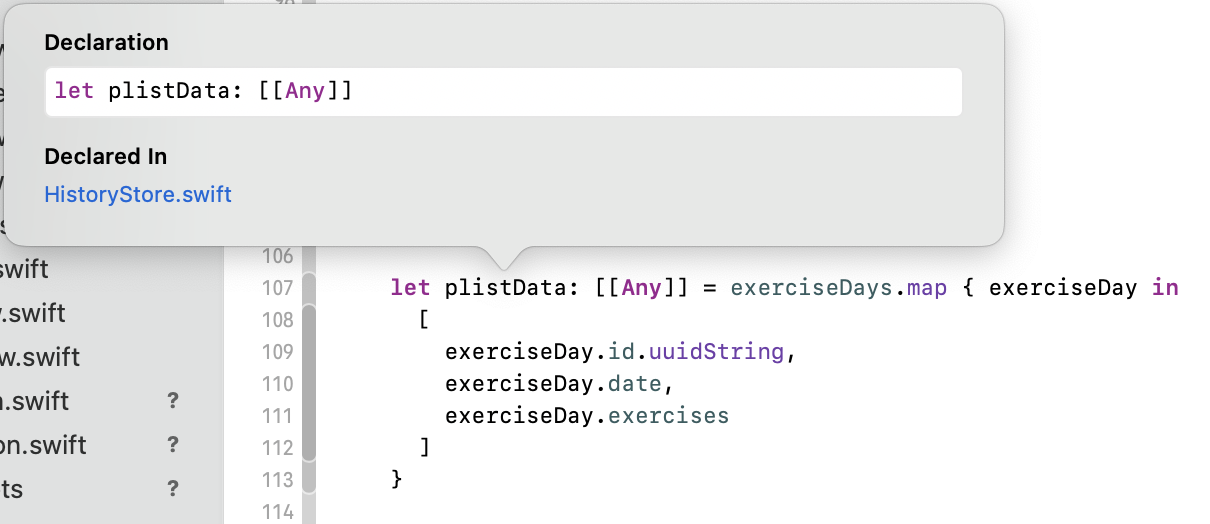 Declaration
let plistData: [[Any]]
Declared In
HistoryStore.swift
106
swift
107 let plistData: [[Any]] = exerciseDays.map { exerciseDay in
.swift
108 [
w.swift
109 exerciseDay.id.uuidString,
110 exerciseDay.date,
.swift ?
111 exerciseDay.exercises
on.swift ?
112 ]
113 }
ts ?
114